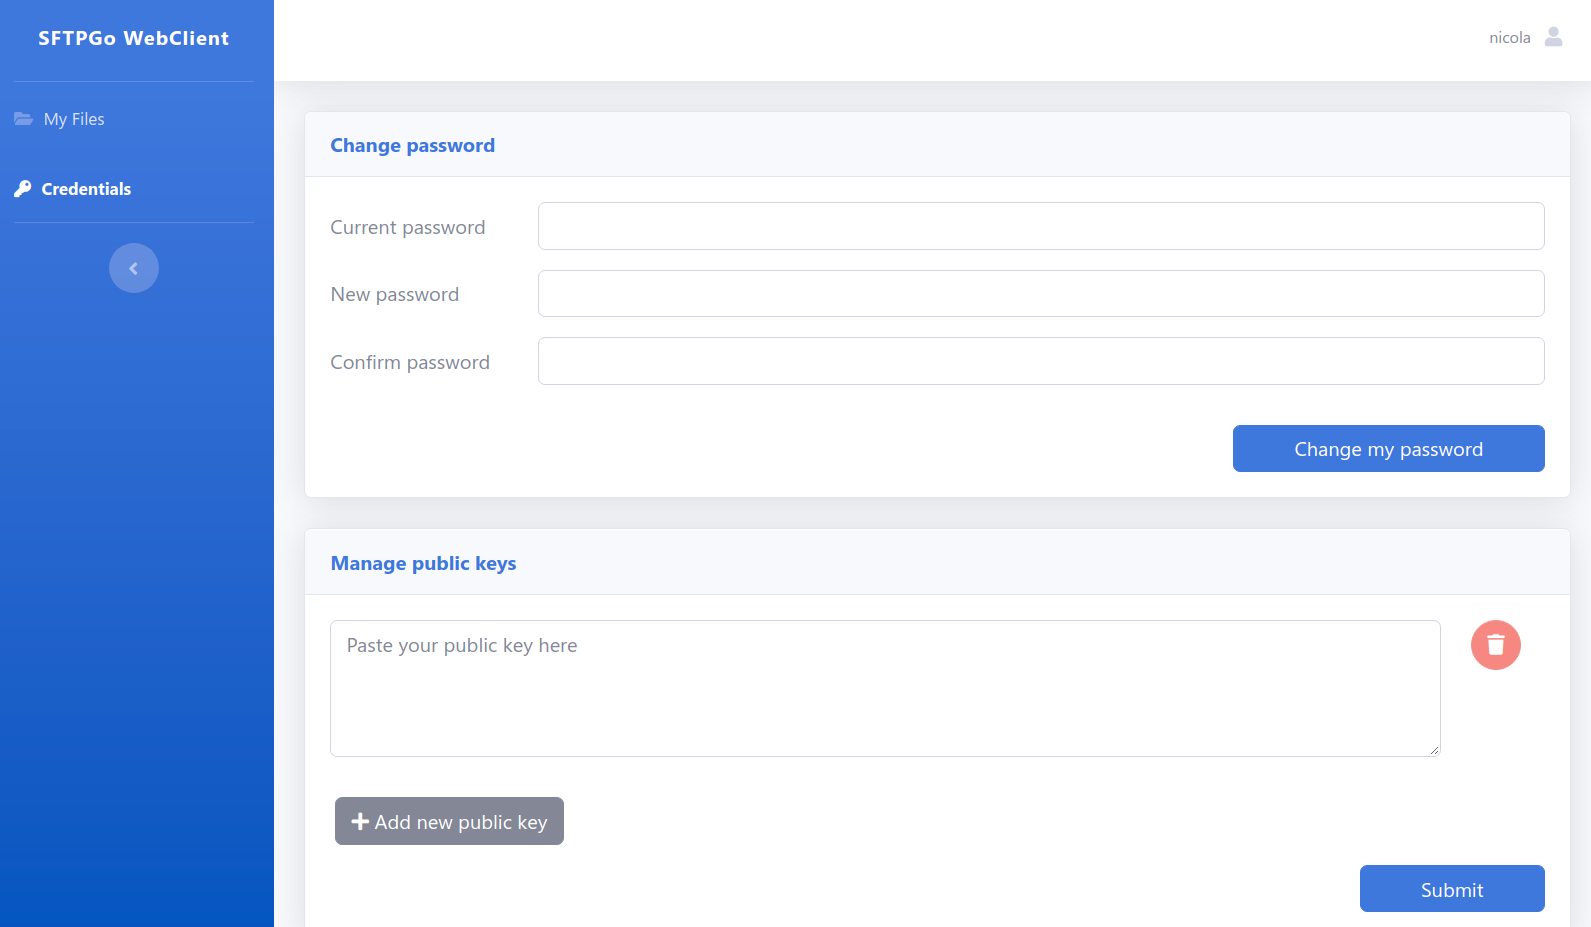 SFTPGo WebClient
nicola
My Files
Credentials
Change password
Current password
New password
Confirm password
Change my password
Manage public keys
Paste your public key here
Add new public key
Submit